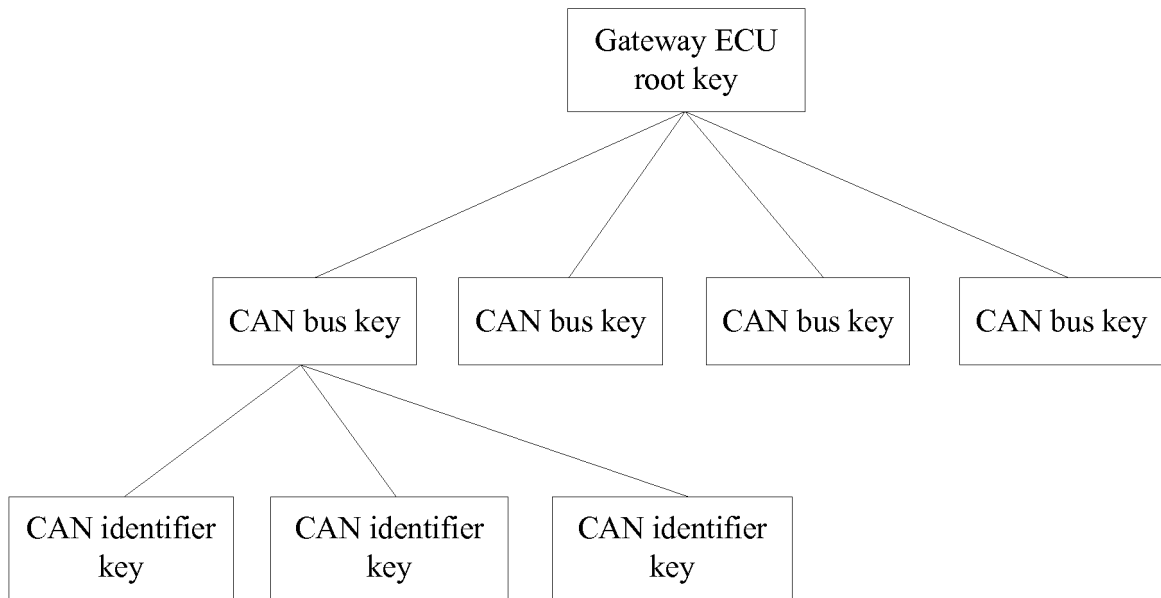 Gateway ECU
root key
CAN bus key
CAN bus key
CAN bus key
CAN bus key
CAN identifier
key
CAN identifier
key
CAN identifier
key